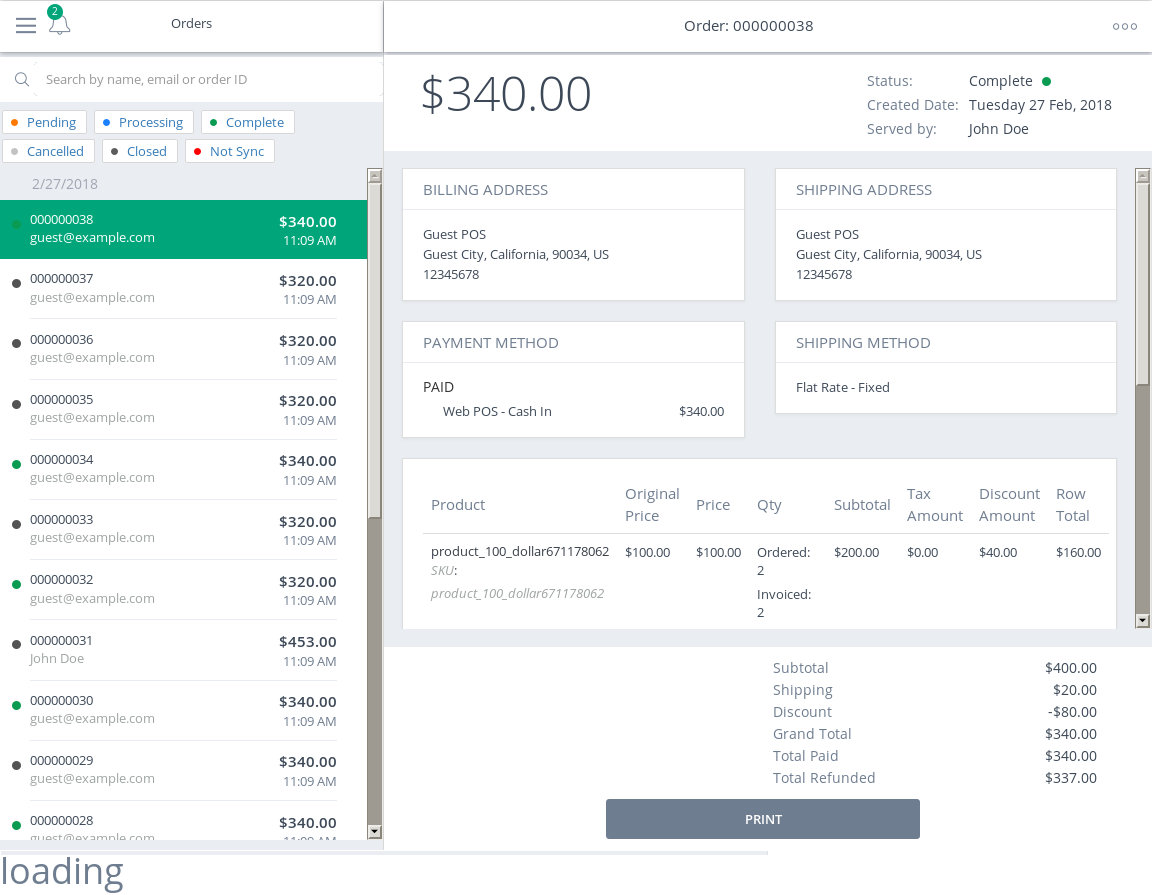 2
Orders
Search by name, email or order ID
Pending
Processing
Complete
Cancelled
Closed
Not Sync
2/27/2018
000000038 $340.00
guest@example.com 11:09 AM
000000037 $320.00
guest@example.com 11:09 AM
000000036 $320.00
guest@example.com 11:09 AM
000000035 $320.00
guest@example.com 11:09 AM
000000034 $340.00
guest@example.com 11:09 AM
000000033 $320.00
guest@example.com 11:09 AM
000000032 $320.00
guest@example.com 11:09 AM
000000031 $453.00
John Doe 11:09 AM
000000030 $340.00
guest@example.com 11:09 AM
000000029 $340.00
guest@example.com 11:09 AM
000000028 $340.00
guest@example.com 11:09 AM
Order: 000000038
$340.00
Status: Complete
Created Date: Tuesday 27 Feb, 2018
Served by: John Doe
BILLING ADDRESS
Guest POS
Guest City, California, 90034, US
12345678
SHIPPING ADDRESS
Guest POS
Guest City, California, 90034, US
12345678
PAYMENT METHOD
PAID
Web POS - Cash In $340.00
SHIPPING METHOD
Flat Rate - Fixed
Product
Original
Price
Price
Qty
Subtotal
Tax
Amount
Discount
Amount
Row
Total
product_100_dollar671178062
SKU:
product_100_dollar671178062
$100.00
$100.00
Ordered:
2
Invoiced:
2
$200.00
$0.00
$40.00
$160.00
Subtotal $400.00
Shipping $20.00
Discount -$80.00
Grand Total $340.00
Total Paid $340.00
Total Refunded $337.00
PRINT
loading